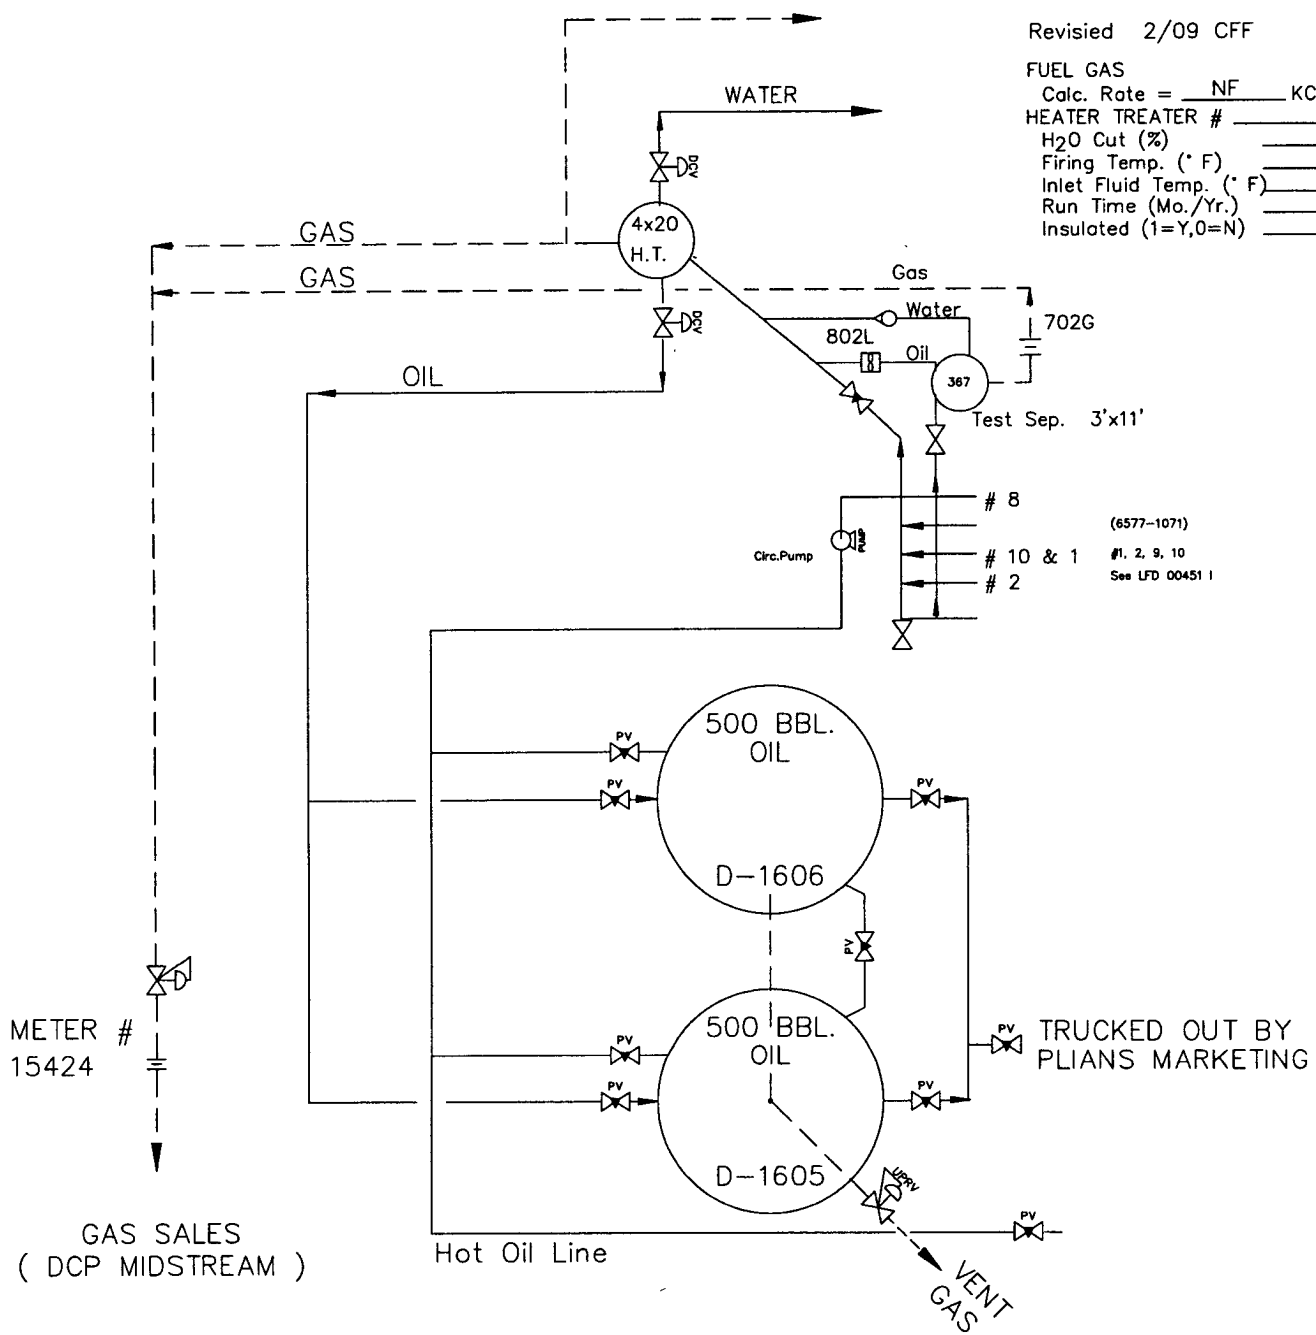 Revisied 2/09 CFF
FUEL GAS
Calc. Rate = NF KC
HEATER TREATER #
H2O Cut (%)
Firing Temp. (° F)
Inlet Fluid Temp. (° F)
Run Time (Mo./Yr.)
Insulated (1=Y,0=N)
WATER
DCV
4x20
H.T.
GAS
GAS
Gas
DCV
Water
702G
802L
Oil
367
OIL
Test Sep. 3'x11'
# 8
(6577-1071)
PUMP
Circ.Pump
# 10 & 1
#1, 2, 9, 10
# 2
See LFD 00451 I
500 BBL.
OIL
PV
PV
PV
D-1606
PV
METER #
15424
500 BBL.
OIL
PV
PV
PV
PV
TRUCKED OUT BY
PLIANS MARKETING
D-1605
UPRV
PV
GAS SALES
( DCP MIDSTREAM )
Hot Oil Line
VENT
GAS